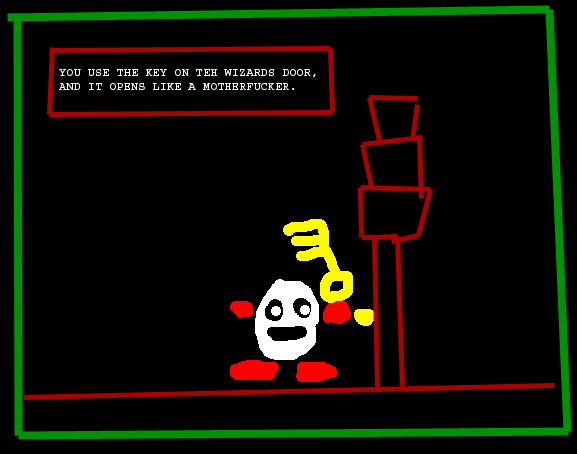 YOU USE THE KEY ON TEH WIZARDS DOOR,
AND IT OPENS LIKE A MOTHERFUCKER.